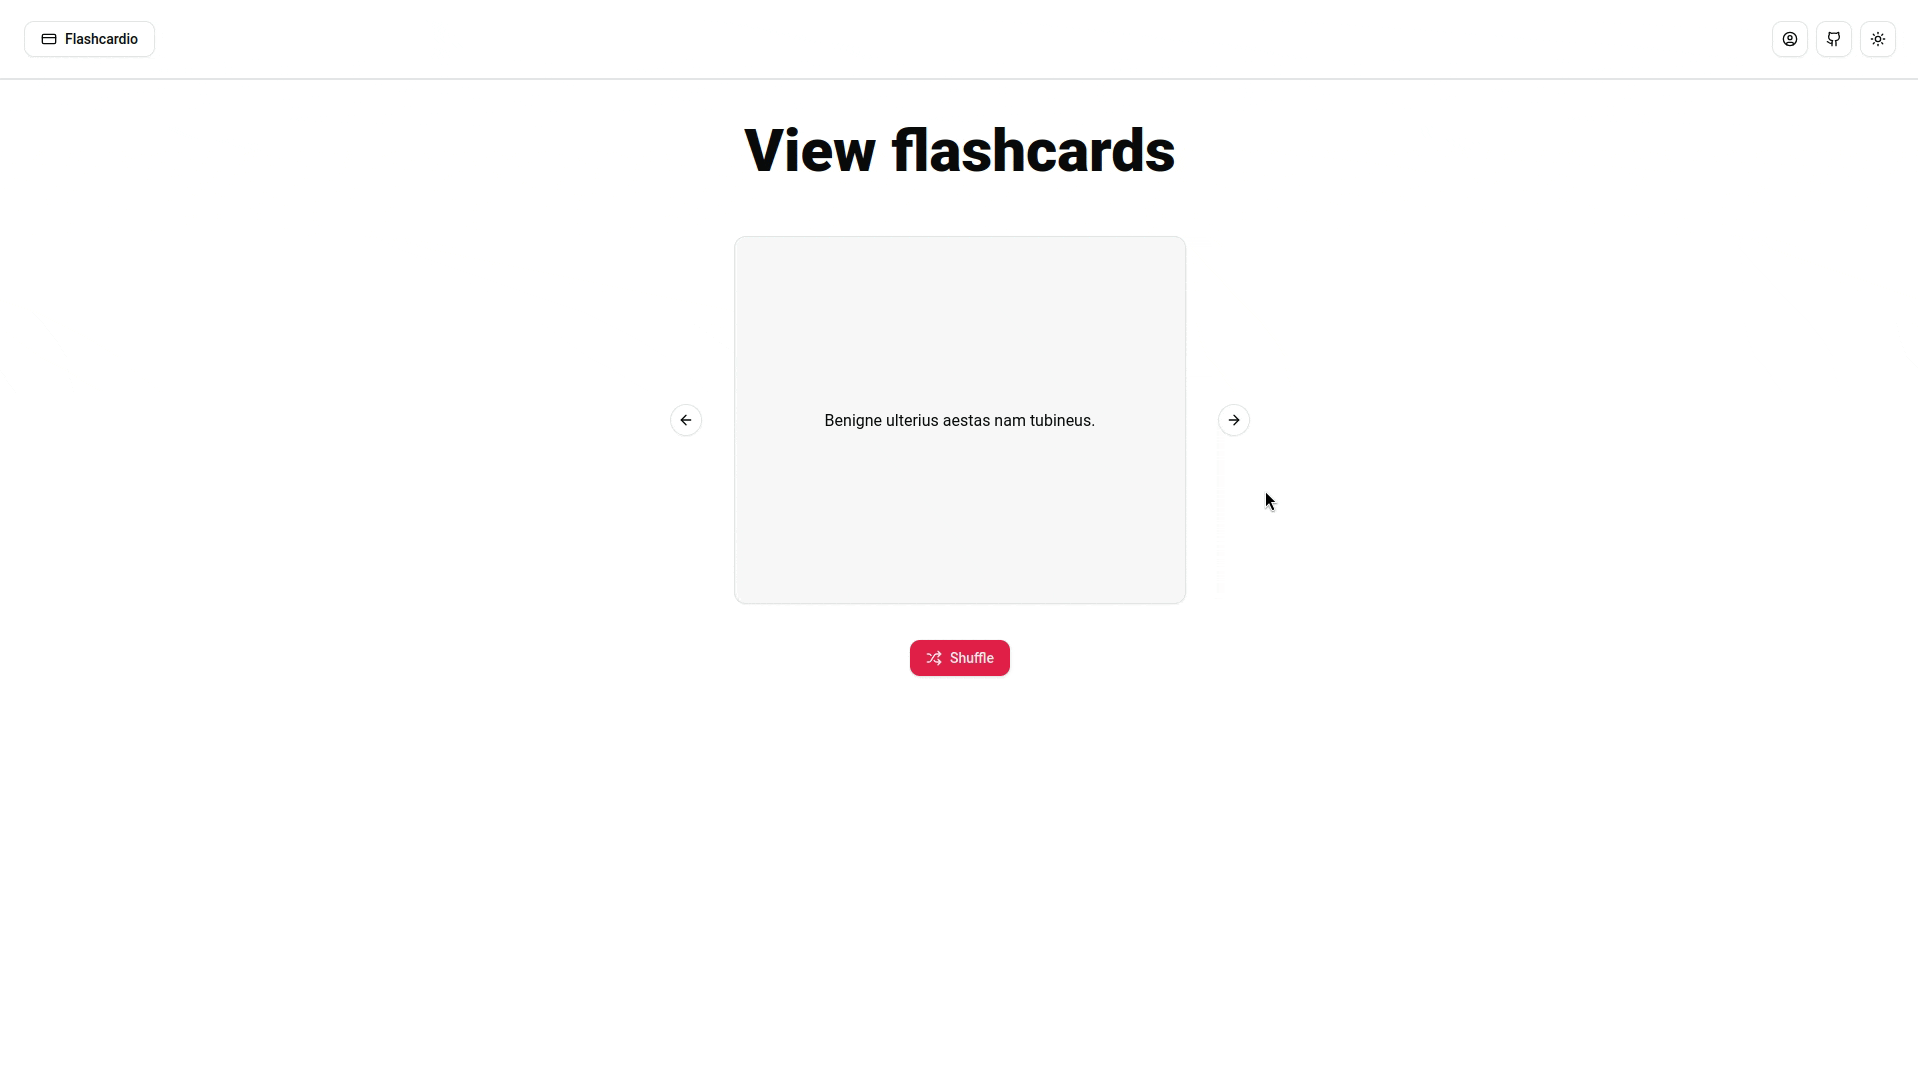 Flashcardio
View flashcards
Benigne ulterius aestas nam tubineus.
Shuffle